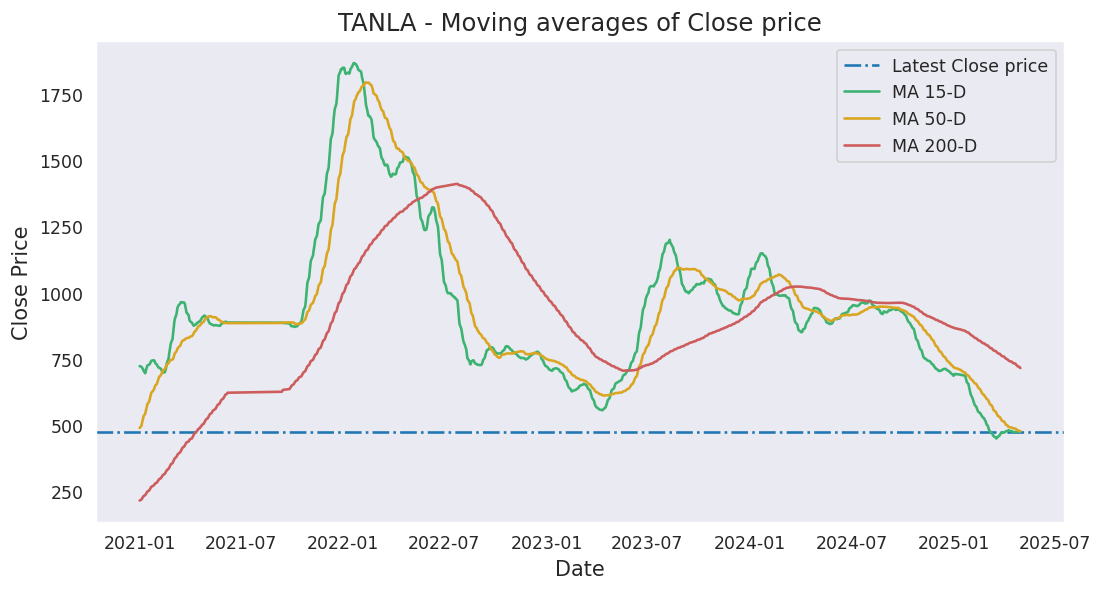 TANLA - Moving averages of Close price
Latest Close price
MA 15-D
MA 50-D
MA 200-D
Close Price
1750
1500
1250
1000
750
500
250
2021-01 2021-07 2022-01 2022-07 2023-01 2023-07 2024-01 2024-07 2025-01 2025-07
Date